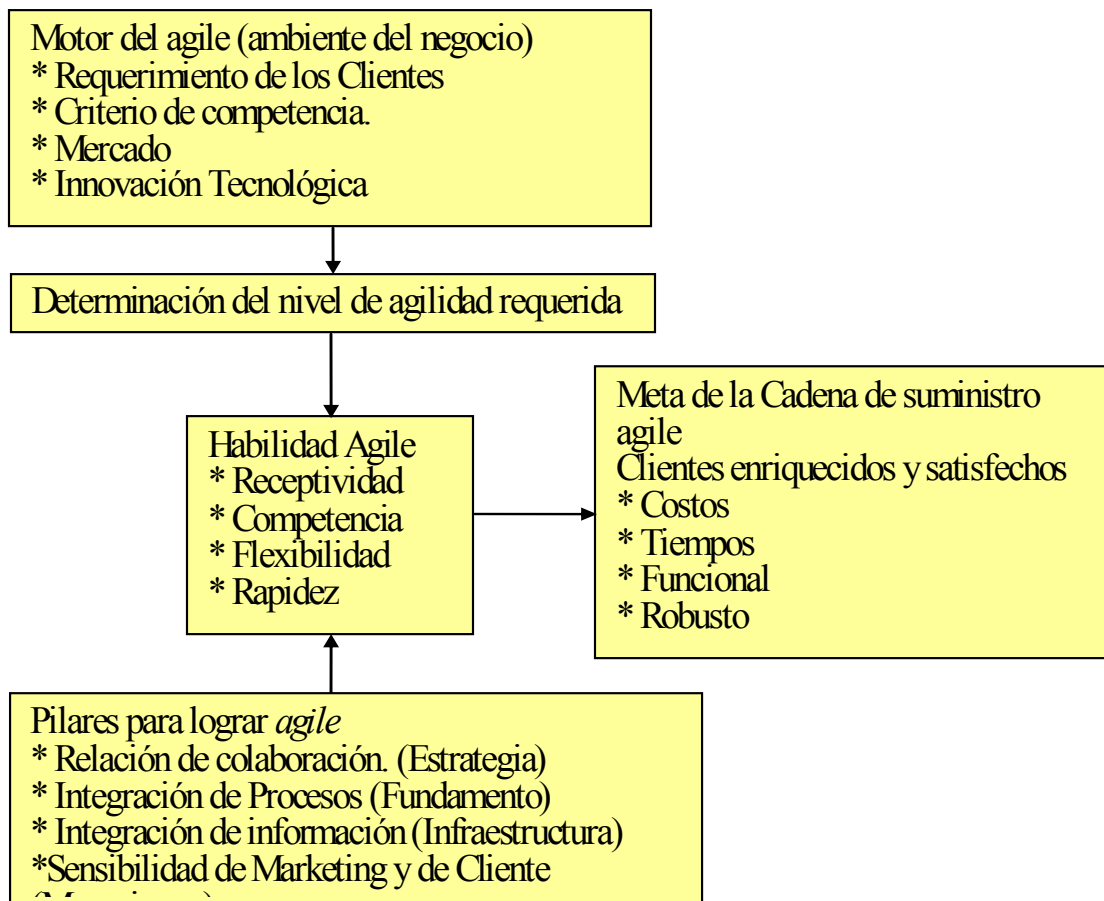 Motor del agile (ambiente del negocio)
* Requerimiento de los Clientes
* Criterio de competencia.
* Mercado
* Innovación Tecnológica
Determinación del nivel de agilidad requerida
Habilidad Agile
* Receptividad
* Competencia
* Flexibilidad
* Rapidez
Meta de la Cadena de suministro
agile
Clientes enriquecidos y satisfechos
* Costos
* Tiempos
* Funcional
* Robusto
Pilares para lograr agile
* Relación de colaboración. (Estrategia)
* Integración de Procesos (Fundamento)
* Integración de información (Infraestructura)
*Sensibilidad de Marketing y de Cliente